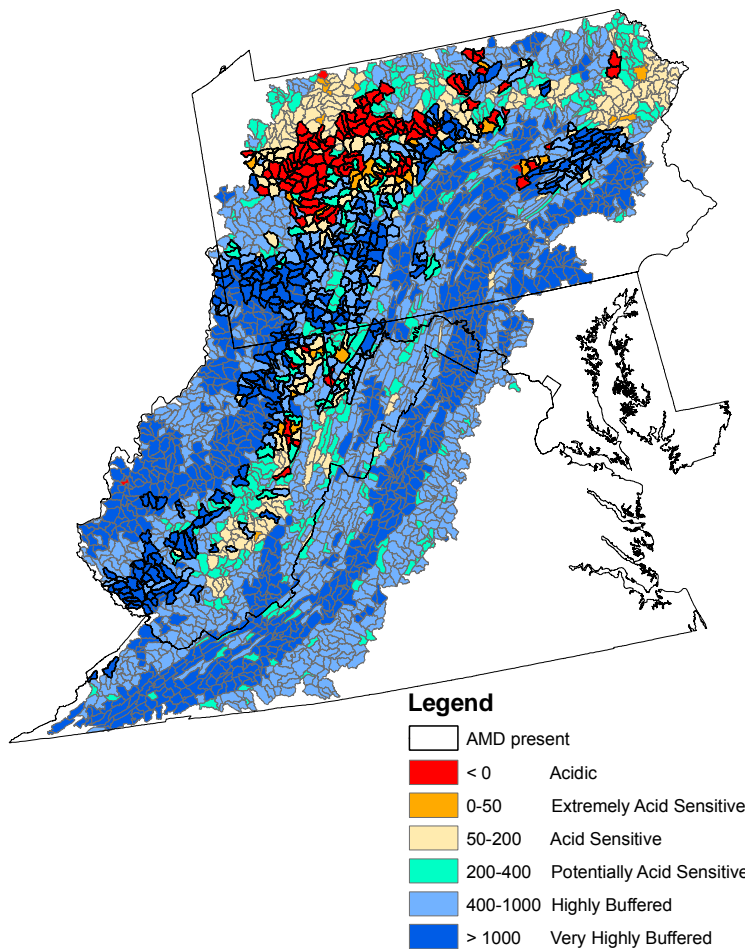 Legend
AMD present
< 0 Acidic
0-50 Extremely Acid Sensitive
50-200 Acid Sensitive
200-400 Potentially Acid Sensitive
400-1000 Highly Buffered
> 1000 Very Highly Buffered